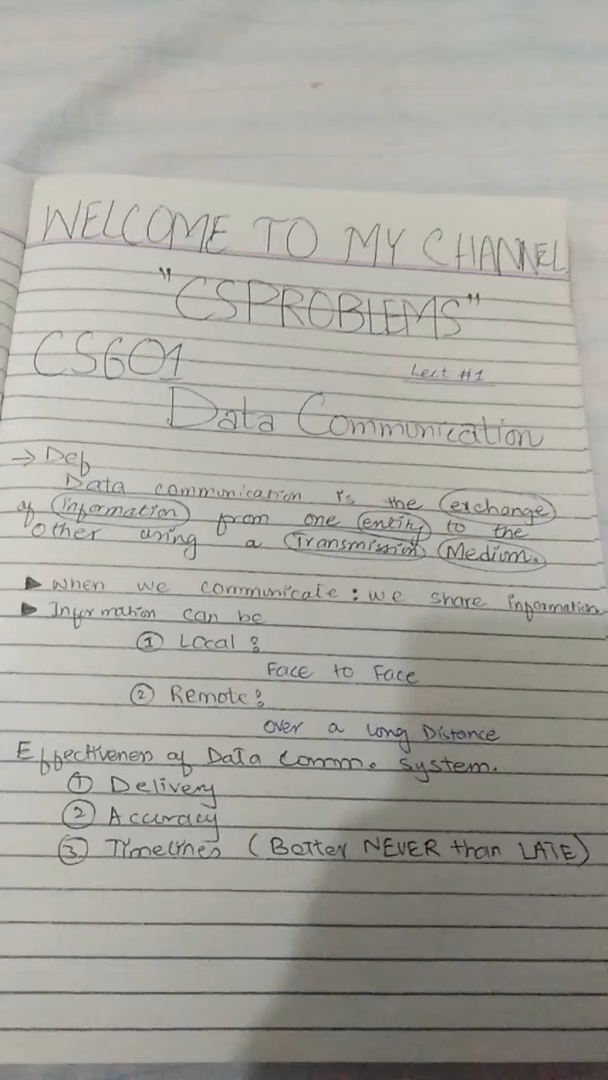 WELCOME TO MY CHANNEL
"CSPROBLEMS"
CS601
Lect #1
Data Communication
→ Def
Data communication is the exchange
of information from one entity to the
other using a Transmission Medium.
▶ when we communicate : we share information
▶ Information can be
① Local :
Face to Face
② Remote :
over a long Distance
Effectiveness of Data Comm. system.
① Delivery
② Accuracy
③ Timelines (Better NEVER than LATE)